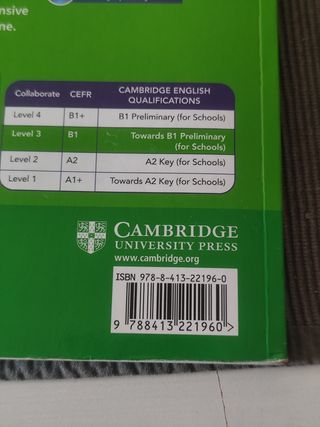 nsive
ne.
Collaborate CEFR CAMBRIDGE ENGLISH
QUALIFICATIONS
Level 4 B1+ B1 Preliminary (for Schools)
Level 3 B1 Towards B1 Preliminary
(for Schools)
Level 2 A2 A2 Key (for Schools)
Level 1 A1+ Towards A2 Key (for Schools)
CAMBRIDGE
UNIVERSITY PRESS
www.cambridge.org
ISBN 978-8-413-22196-0
9 788413 221960>